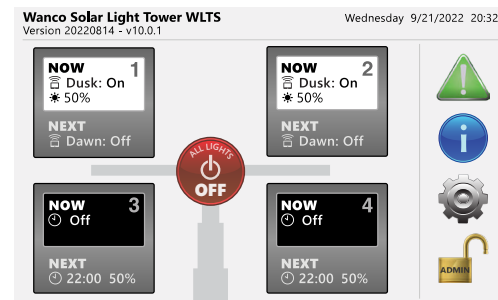 Wanco Solar Light Tower WLTS
Wednesday 9/21/2022 20:32
Version 20220814 - v10.0.1
NOW 1
Dusk: On
50%
NEXT
Dawn: Off
NOW 2
Dusk: On
50%
NEXT
Dawn: Off
ALL LIGHTS
OFF
NOW 3
Off
NEXT
22:00 50%
NOW 4
Off
NEXT
22:00 50%
ADMIN